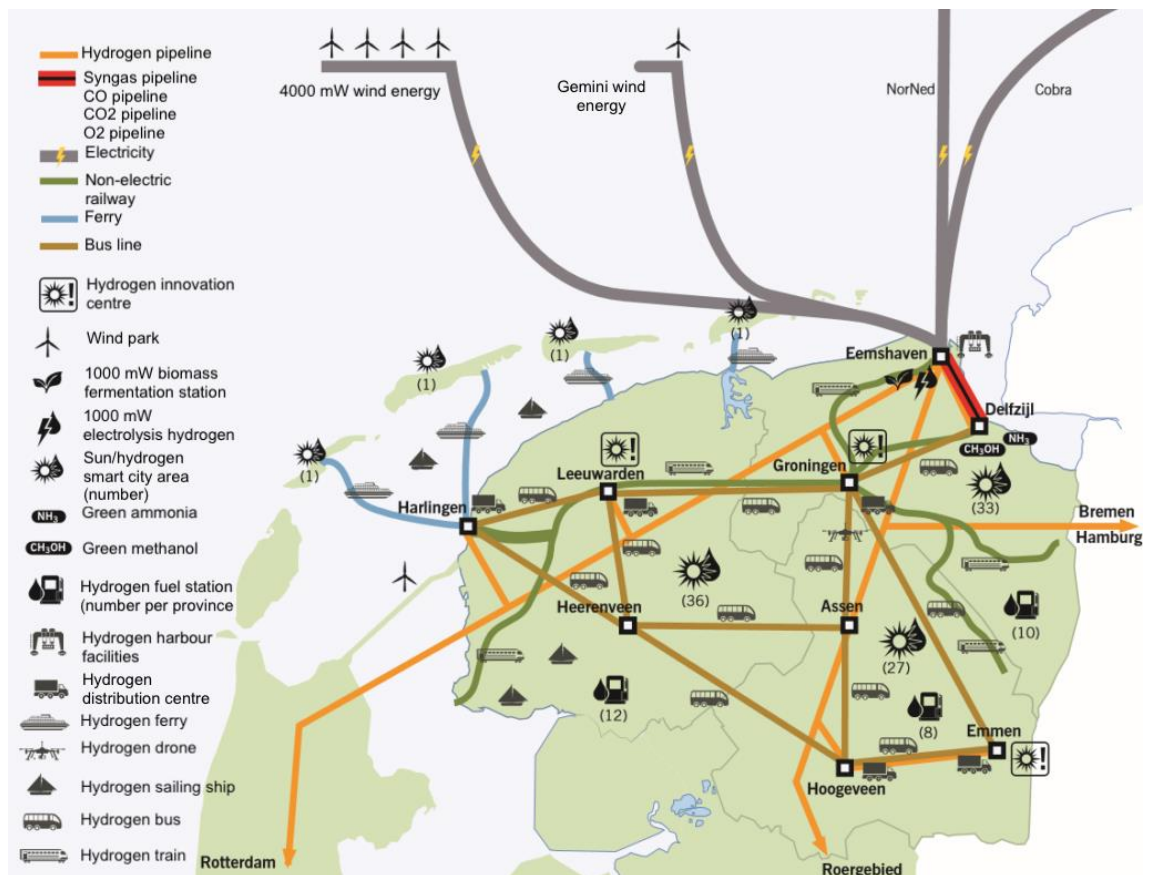 Hydrogen pipeline
Syngas pipeline
CO pipeline
CO2 pipeline
O2 pipeline
Electricity
Non-electric
railway
Ferry
Bus line
Hydrogen innovation
centre
Wind park
1000 mW biomass
fermentation station
1000 mW
electrolysis hydrogen
Sun/hydrogen
smart city area
(number)
NH3
Green ammonia
CH3OH
Green methanol
Hydrogen fuel station
(number per province
Hydrogen harbour
facilities
Hydrogen
distribution centre
Hydrogen ferry
Hydrogen drone
Hydrogen sailing ship
Hydrogen bus
Hydrogen train
4000 mW wind energy
Gemini wind
energy
NorNed
Cobra
(1)
(1)
(1)
(1)
Eemshaven
Delfzijl
NH3
CH3OH
Leeuwarden
Groningen
(33)
Harlingen
Bremen
Hamburg
(36)
Heerenveen
Assen
(10)
(27)
(12)
(8)
Emmen
Hoogeveen
Rotterdam
Roergebied